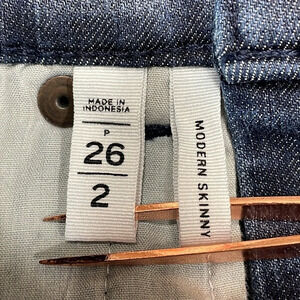 MADE IN
INDONESIA
P
26
2
MODERN SKINNY